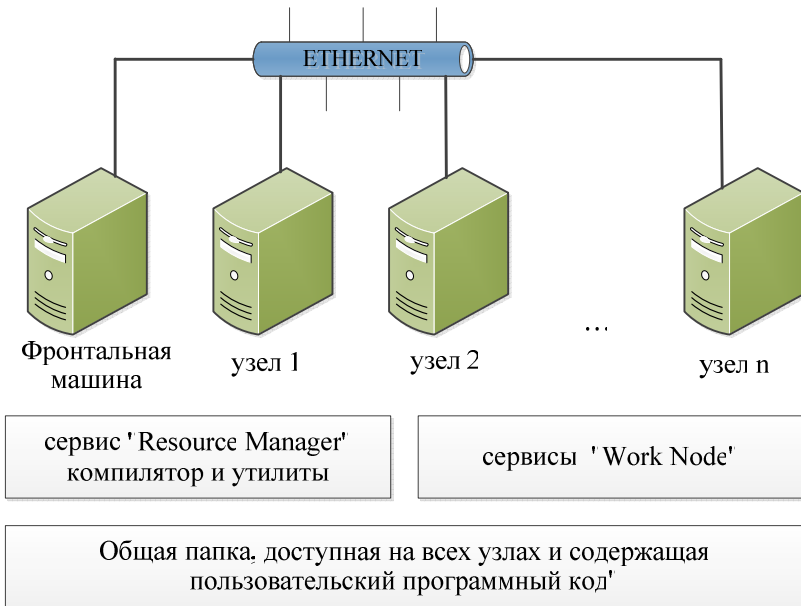 ETHERNET
Фронтальная
машина
узел 1
узел 2
...
узел n
сервис "Resource Manager"
компилятор и утилиты
сервисы "Work Node"
Общая папка, доступная на всех узлах и содержащая
пользовательский программный код"